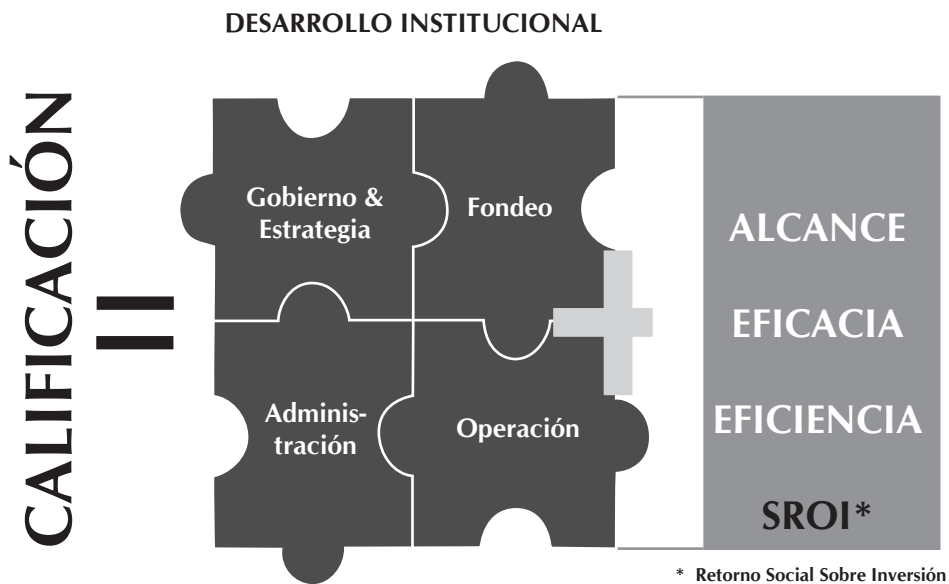 DESARROLLO INSTITUCIONAL
CALIFICACIÓN
=
Gobierno &
Estrategia
Fondeo
Adminis-
tración
Operación
+
ALCANCE
EFICACIA
EFICIENCIA
SROI*
* Retorno Social Sobre Inversión